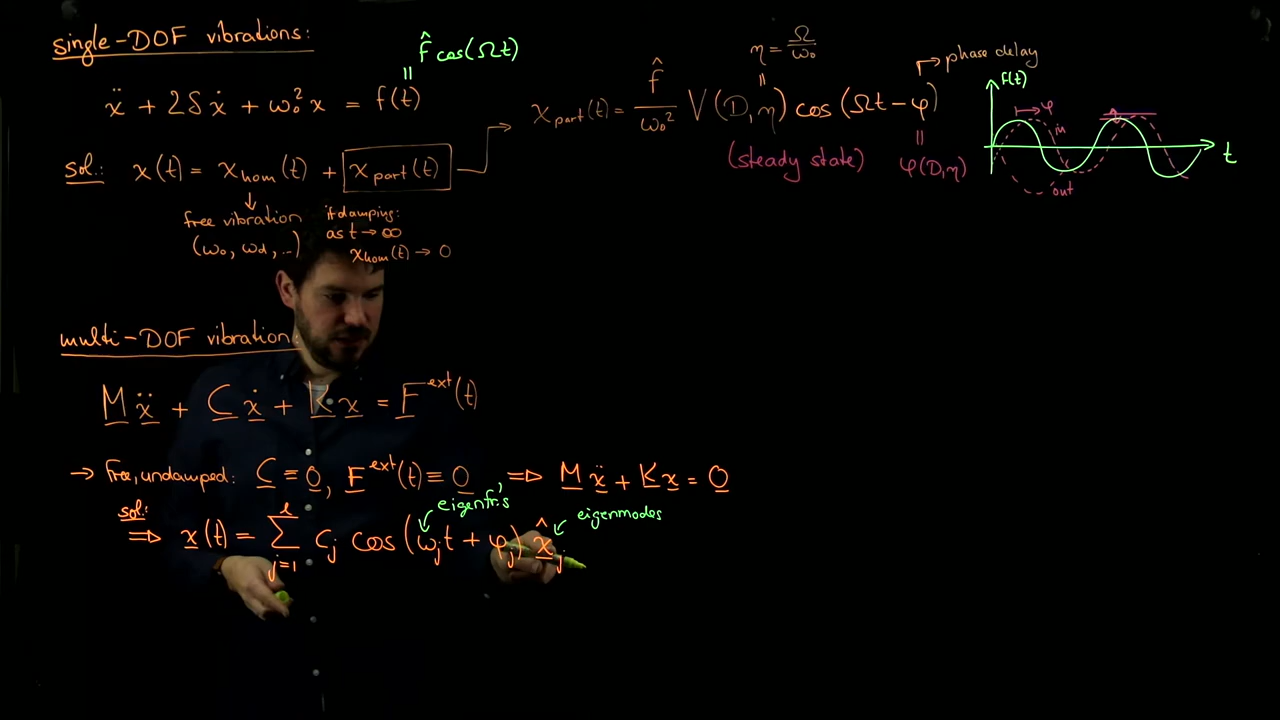 single-DOF vibrations:
f̂ cos(Ωt)
||
ẍ + 2δẋ + ω₀²x = f(t)
sol.: x(t) = x_hom(t) + x_part(t)
↓
free vibration
(ω₀, ω_d, ...)
if damping:
as t → ∞
x_hom(t) → 0
η = Ω/ω₀
||
x_part(t) = f̂/ω₀² V(D,η) cos(Ωt − φ)
(steady state)
||
φ(D,η)
phase delay
f(t)
φ
in
out
t
multi-DOF vibration:
M ẍ + C ẋ + K x = F^ext(t)
→ free, undamped: C ≡ 0, F^ext(t) ≡ 0 ⇒ M ẍ + K x = 0
sol.:
eigenfr.'s
eigenmodes
⇒ x(t) = Σ_{j=1}^{l} c_j cos(ω_j t + φ_j) x̂_j